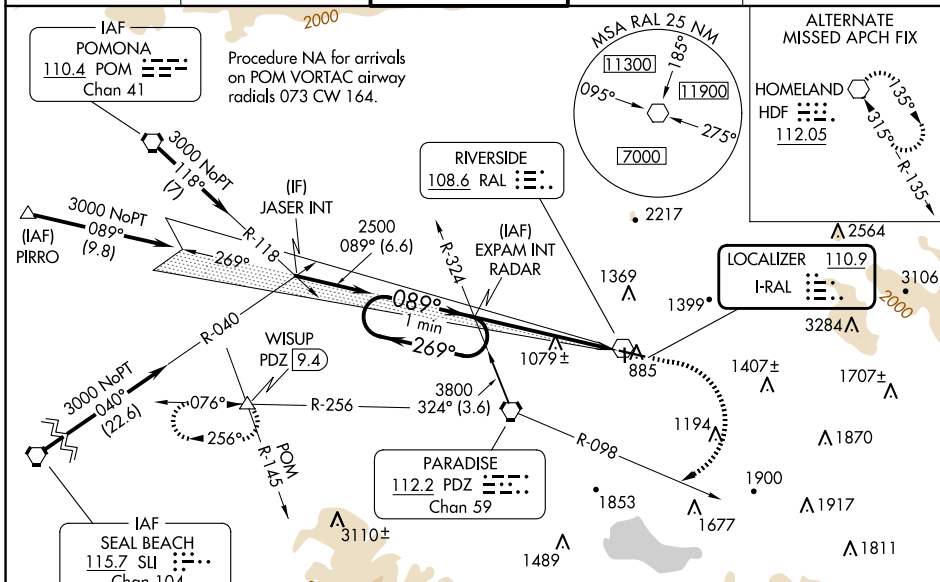 2000
IAF
POMONA
110.4 POM
Chan 41
Procedure NA for arrivals
on POM VORTAC airway
radials 073 CW 164.
MSA RAL 25 NM
11300
185°
11900
095°
275°
7000
ALTERNATE
MISSED APCH FIX
HOMELAND
HDF
112.05
135°
315°
R-135
3000 NoPT
118°
(7)
R-118
RIVERSIDE
108.6 RAL
(IF)
JASER INT
3000 NoPT
089°
(9.8)
(IAF)
PIRRO
269°
2500
089° (6.6)
R-324
(IAF)
EXPAM INT
RADAR
2217
2564
LOCALIZER 110.9
I-RAL
3106
2000
1369
1399
3284
089°
1 min
269°
1079±
885
1407±
1707±
R-040
WISUP
PDZ 9.4
3800
324° (3.6)
3000 NoPT
040°
(22.6)
076°
256°
R-256
POM
R-145
R-098
1194
1870
PARADISE
112.2 PDZ
Chan 59
1853
1900
1677
1917
3110±
1489
1811
IAF
SEAL BEACH
115.7 SLI
Chan 104